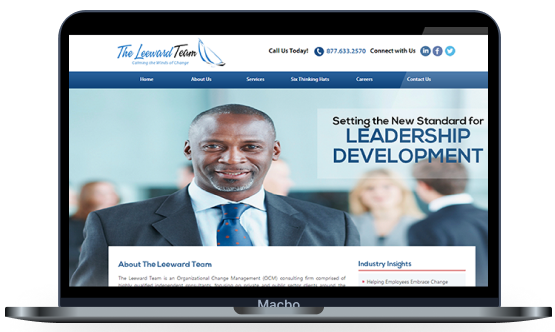 The Leeward Team
Calming the Winds of Change
Call Us Today! 877.633.2570 Connect with Us
Home About Us Services Six Thinking Hats Careers Contact Us
Setting the New Standard for
LEADERSHIP
DEVELOPMENT
About The Leeward Team
Industry Insights
The Leeward Team is an Organizational Change Management (OCM) consulting firm comprised of
Helping Employees Embrace Change
highly qualified independent consultants, focusing on private and public sector clients around the